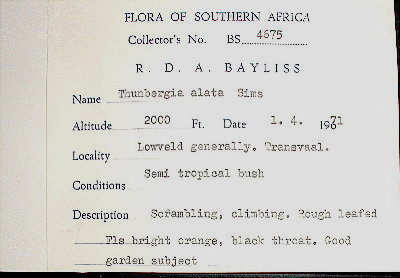 FLORA OF SOUTHERN AFRICA
Collector's No. BS 4675
R. D. A. BAYLISS
Name Thunbergia alata Sims
Altitude 2000 Ft. Date 1. 4. 1971
Locality Lowveld generally. Transvaal.
Conditions Semi tropical bush
Description Scrambling, climbing. Rough leafed
Fls bright orange, black throat. Good
garden subject